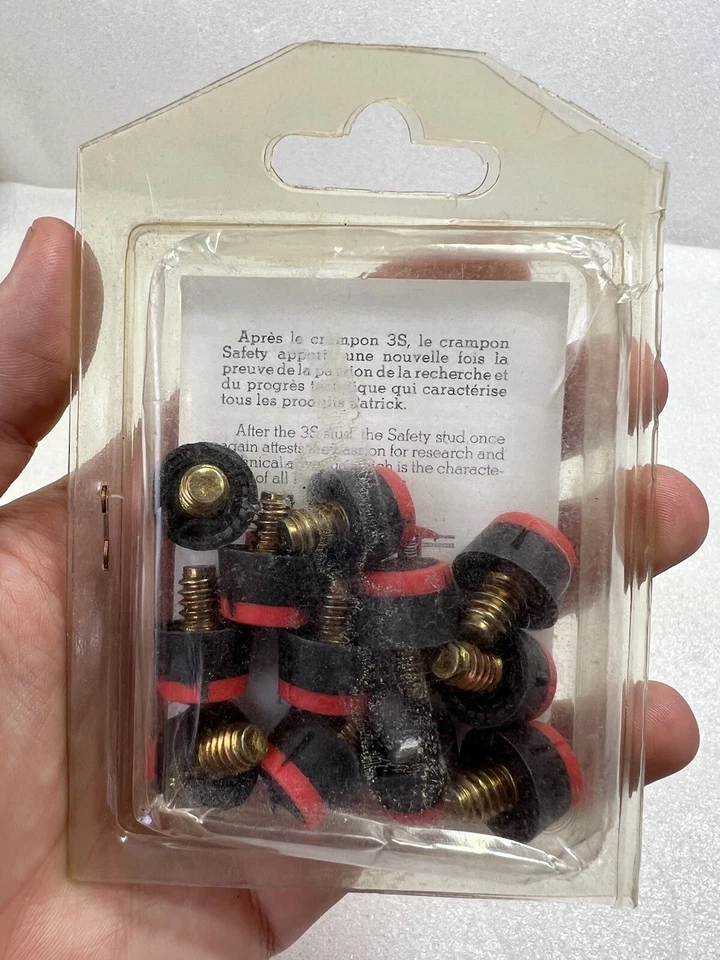 Après le crampon 3S, le crampon
Safety une nouvelle fois la
preuve de la de la recherche et
du progrès qui caractérise
tous les Patrick.
After the 3S stud the Safety stud once
again attests passion for research and
which is the characte-
of all